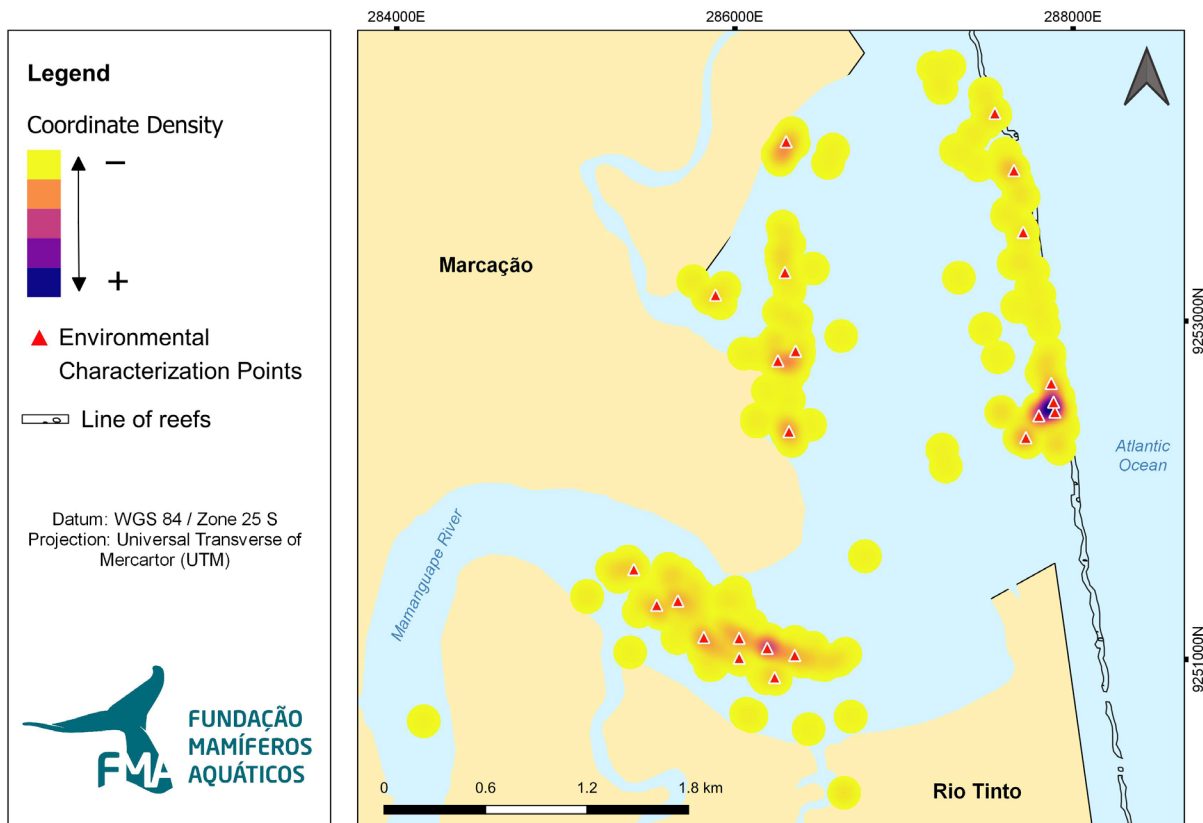 284000E
286000E
288000E
Legend
Coordinate Density
−
+
Environmental
Characterization Points
Line of reefs
Datum: WGS 84 / Zone 25 S
Projection: Universal Transverse of
Mercartor (UTM)
FMA
FUNDAÇÃO
MAMÍFEROS
AQUÁTICOS
Marcação
9253000N
Atlantic
Ocean
Mamanguape River
9251000N
0
0.6
1.2
1.8 km
Rio Tinto